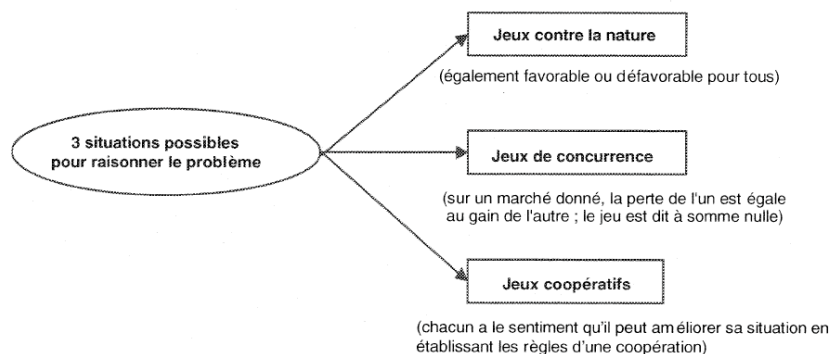 Jeux contre la nature
(également favorable ou défavorable pour tous)
3 situations possibles
pour raisonner le problème
Jeux de concurrence
(sur un marché donné, la perte de l'un est égale
au gain de l'autre ; le jeu est dit à somme nulle)
Jeux coopératifs
(chacun a le sentiment qu'il peut améliorer sa situation en
établissant les règles d'une coopération)